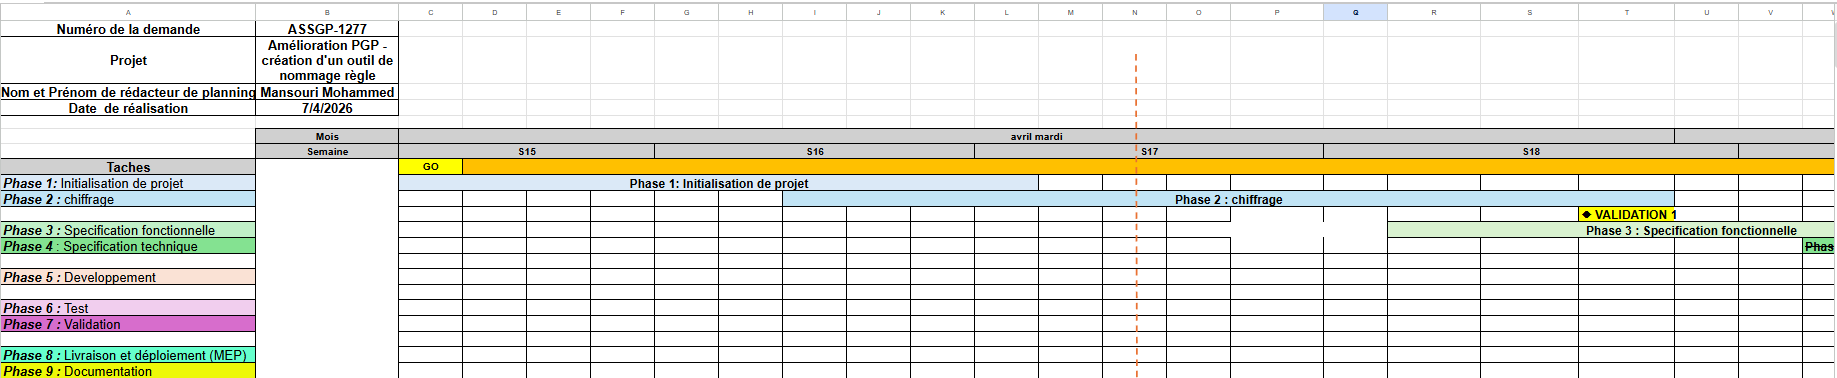 A B C D E F G H I J K L M N O P Q R S T U V
Numéro de la demande ASSGP-1277
Projet Amélioration PGP -
création d'un outil de
nommage règle
Nom et Prénom de rédacteur de planning Mansouri Mohammed
Date de réalisation 7/4/2026
Mois avril mardi
Semaine S15 S16 S17 S18
Taches GO
Phase 1: Initialisation de projet Phase 1: Initialisation de projet
Phase 2 : chiffrage Phase 2 : chiffrage
◆ VALIDATION 1
Phase 3 : Specification fonctionnelle Phase 3 : Specification fonctionnelle
Phase 4 : Specification technique Phas
Phase 5 : Developpement
Phase 6 : Test
Phase 7 : Validation
Phase 8 : Livraison et déploiement (MEP)
Phase 9 : Documentation